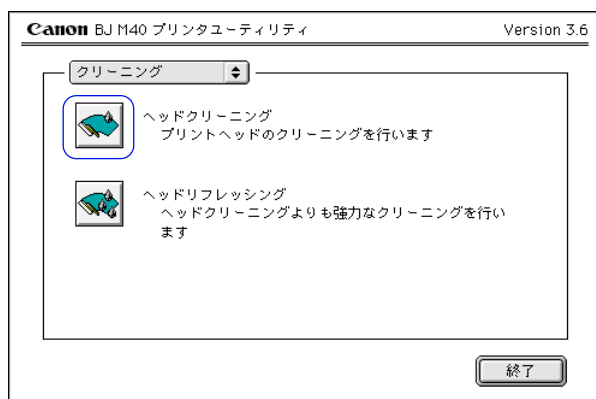 Canon BJ M40 プリンタユーティリティ Version 3.6
クリーニング
ヘッドクリーニング
プリントヘッドのクリーニングを行います
ヘッドリフレッシング
ヘッドクリーニングよりも強力なクリーニングを行い
ます
終了